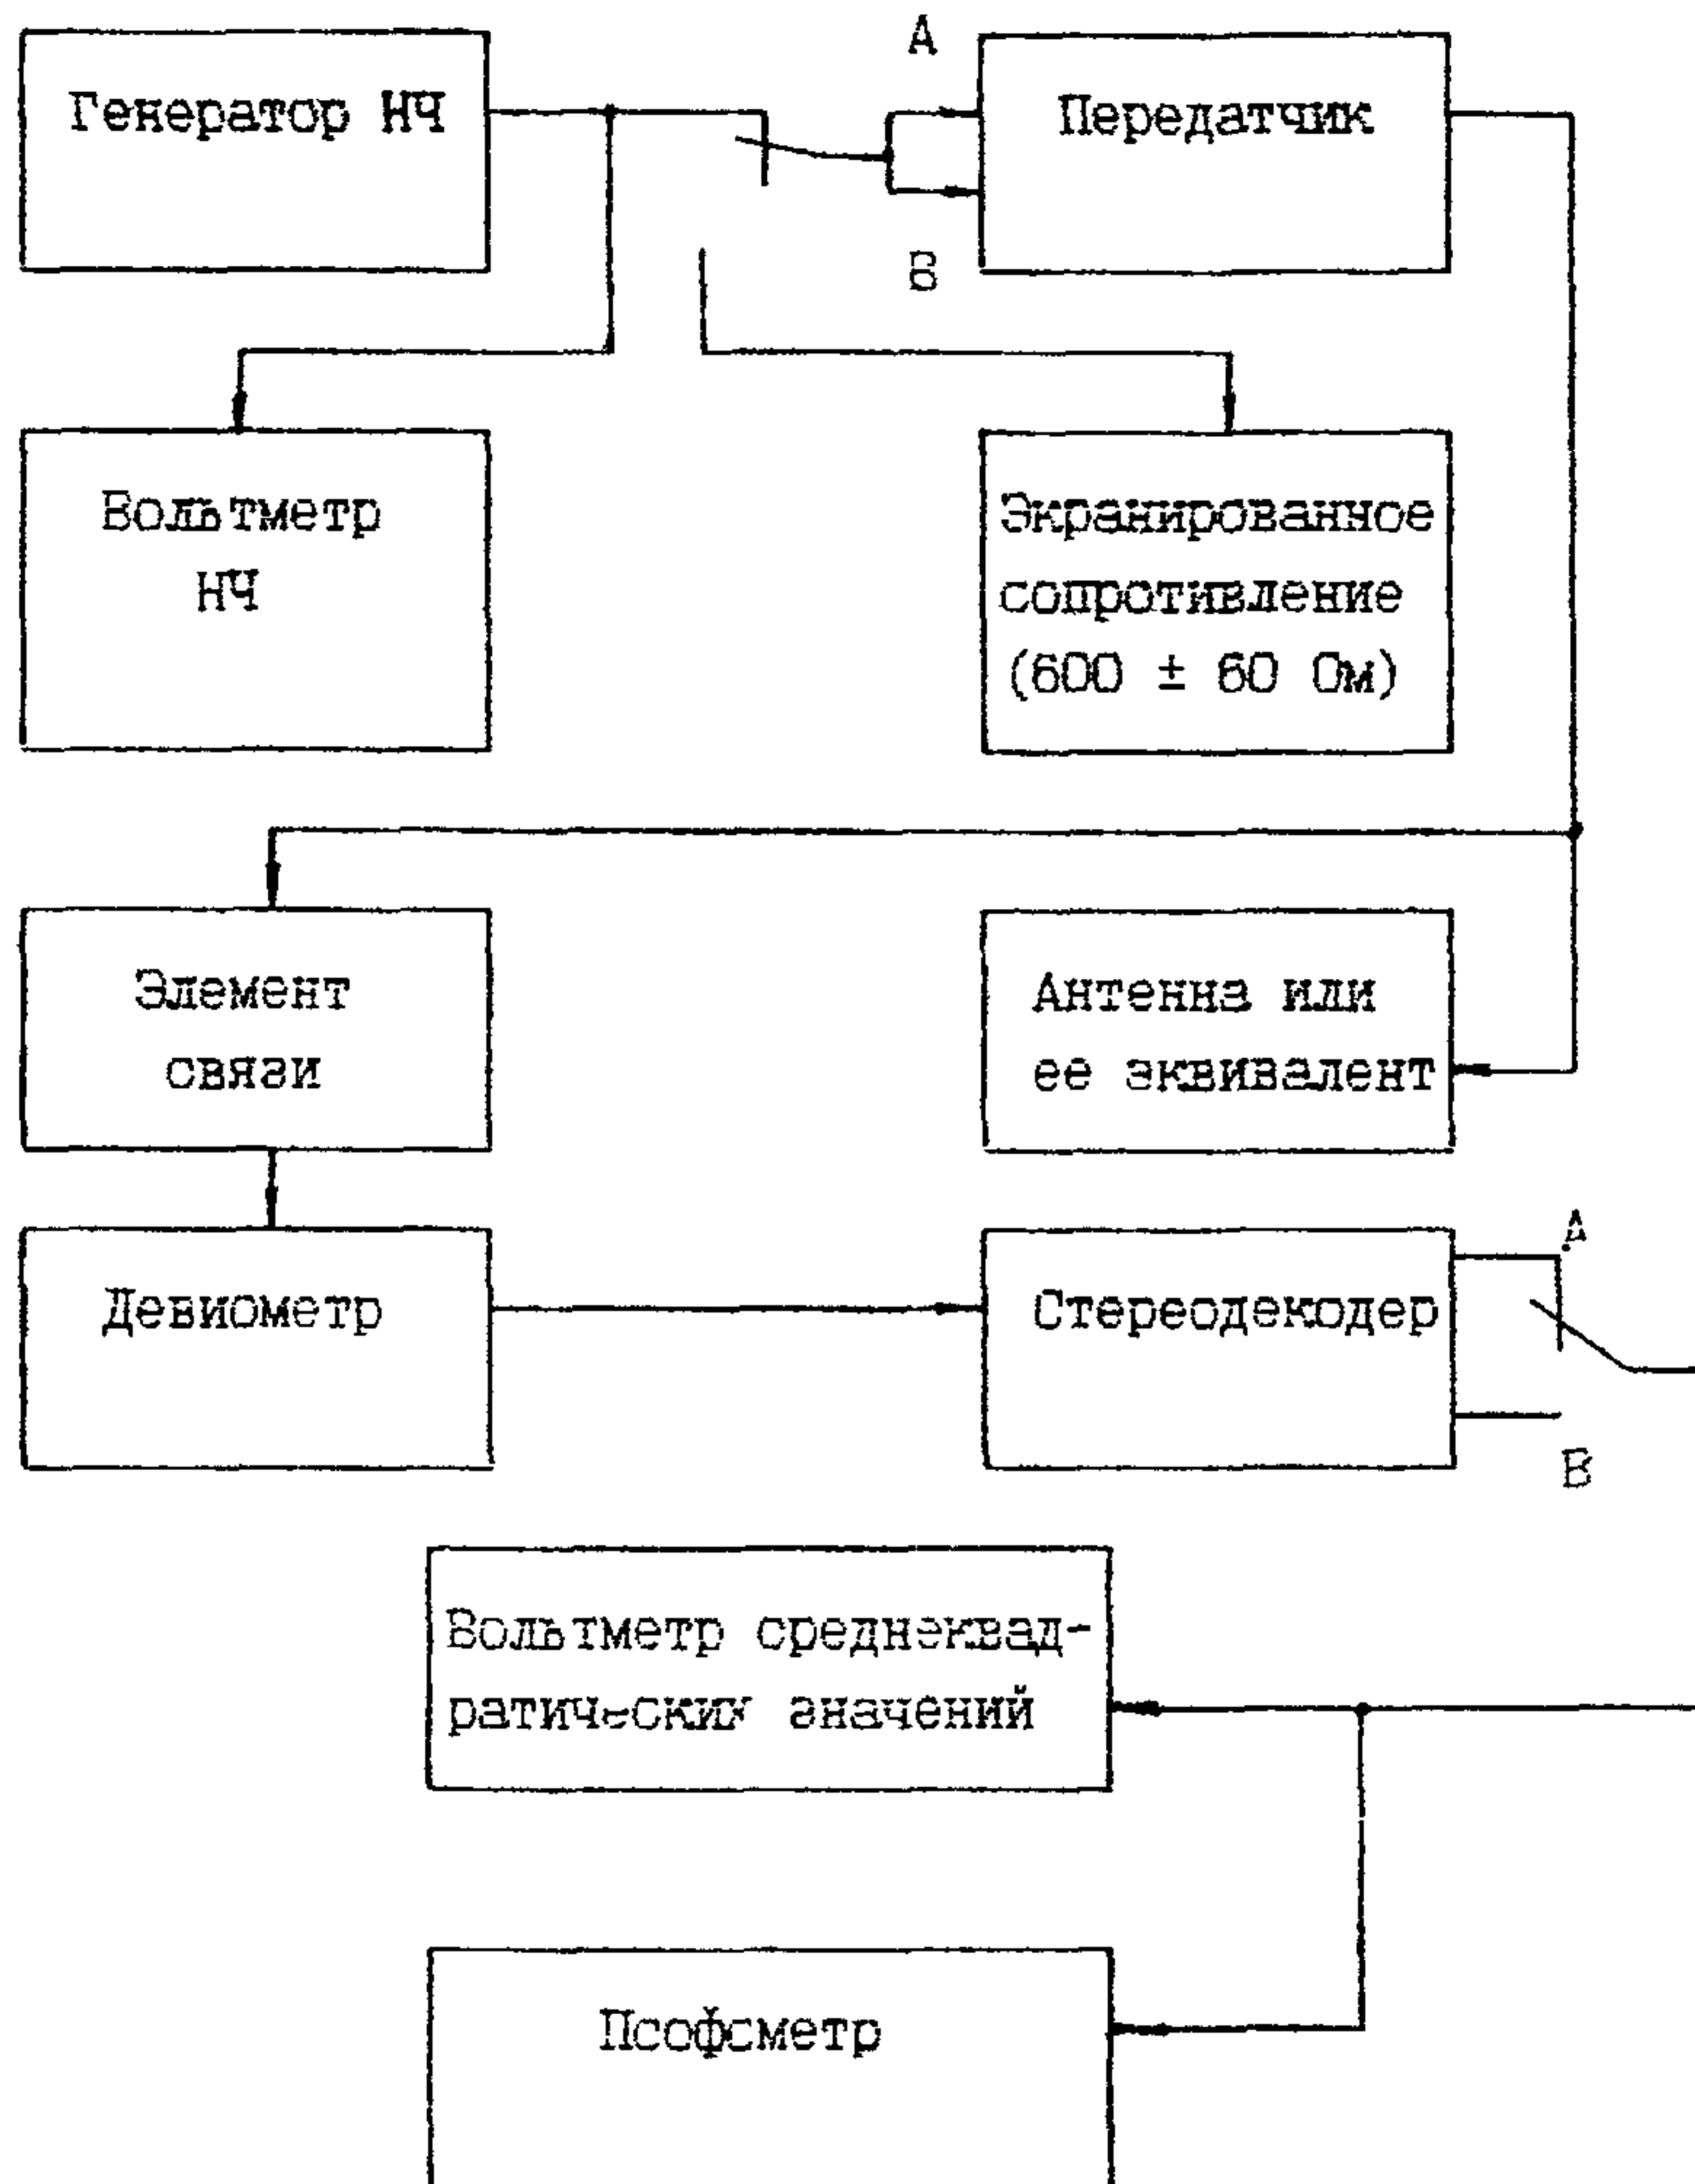 Генератор НЧ
А
Передатчик
В
Вольтметр
НЧ
Экранированное
сопротивление
(600 ± 60 Ом)
Элемент
связи
Антенна или
ее эквивалент
Девиометр
Стереодекодер
А
В
Вольтметр среднеквад-
ратических значений
Псофометр